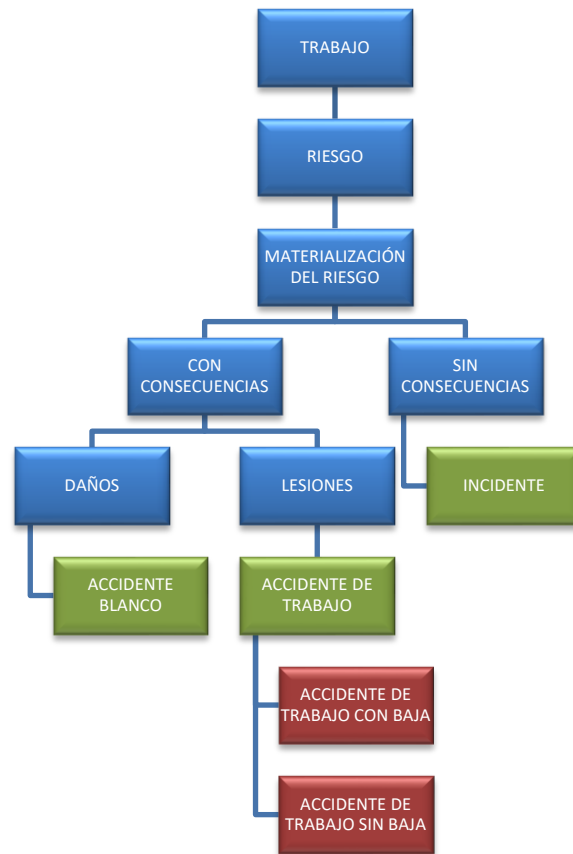 TRABAJO
RIESGO
MATERIALIZACIÓN
DEL RIESGO
CON
CONSECUENCIAS
SIN
CONSECUENCIAS
DAÑOS
LESIONES
INCIDENTE
ACCIDENTE
BLANCO
ACCIDENTE DE
TRABAJO
ACCIDENTE DE
TRABAJO CON BAJA
ACCIDENTE DE
TRABAJO SIN BAJA